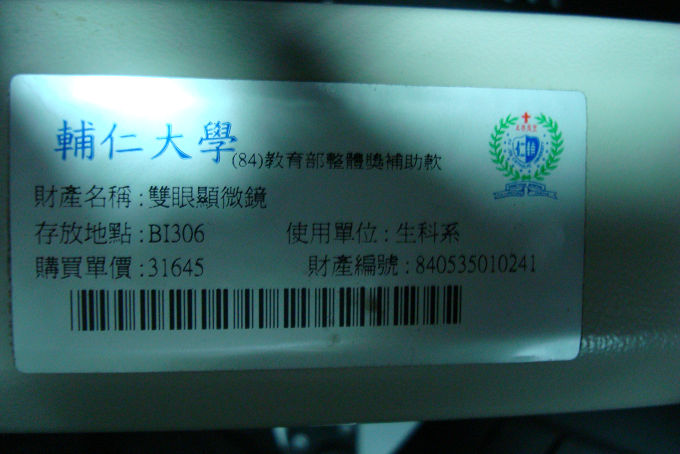 輔仁大學(84)教育部整體獎補助款
財產名稱:雙眼顯微鏡
存放地點:BI306 使用單位:生科系
購買單價:31645 財產編號:840535010241